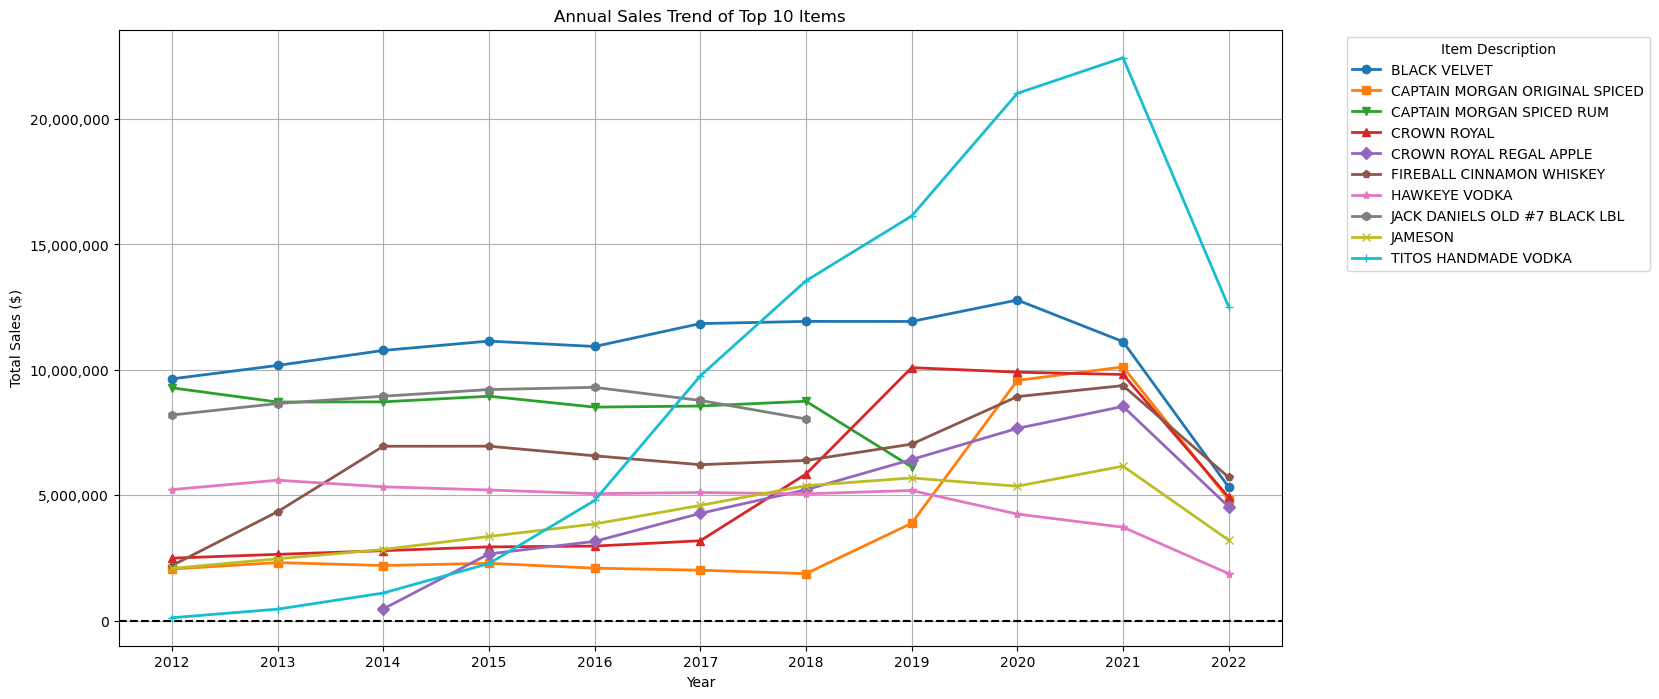 Annual Sales Trend of Top 10 Items
Total Sales ($)
20,000,000
15,000,000
10,000,000
5,000,000
0
2012 2013 2014 2015 2016 2017 2018 2019 2020 2021 2022
Year
Item Description
BLACK VELVET
CAPTAIN MORGAN ORIGINAL SPICED
CAPTAIN MORGAN SPICED RUM
CROWN ROYAL
CROWN ROYAL REGAL APPLE
FIREBALL CINNAMON WHISKEY
HAWKEYE VODKA
JACK DANIELS OLD #7 BLACK LBL
JAMESON
TITOS HANDMADE VODKA